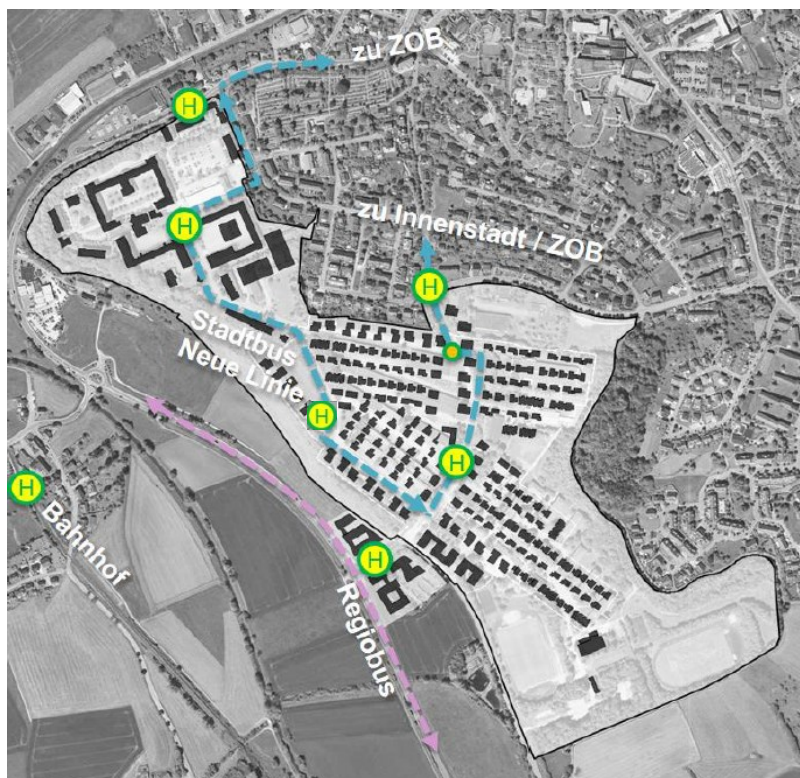 zu ZOB
H
H
zu Innenstadt / ZOB
H
Stadtbus
Neue Linie
H
H
H
Bahnhof
H
Regiobus